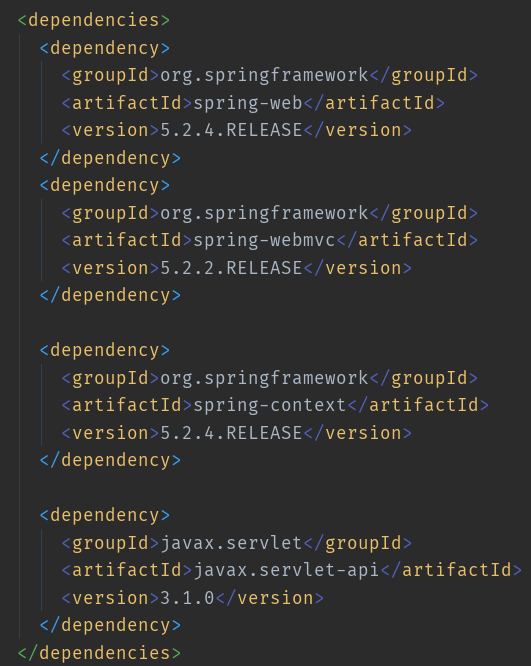 <dependencies>
<dependency>
<groupId>org.springframework</groupId>
<artifactId>spring-web</artifactId>
<version>5.2.4.RELEASE</version>
</dependency>
<dependency>
<groupId>org.springframework</groupId>
<artifactId>spring-webmvc</artifactId>
<version>5.2.2.RELEASE</version>
</dependency>
<dependency>
<groupId>org.springframework</groupId>
<artifactId>spring-context</artifactId>
<version>5.2.4.RELEASE</version>
</dependency>
<dependency>
<groupId>javax.servlet</groupId>
<artifactId>javax.servlet-api</artifactId>
<version>3.1.0</version>
</dependency>
</dependencies>